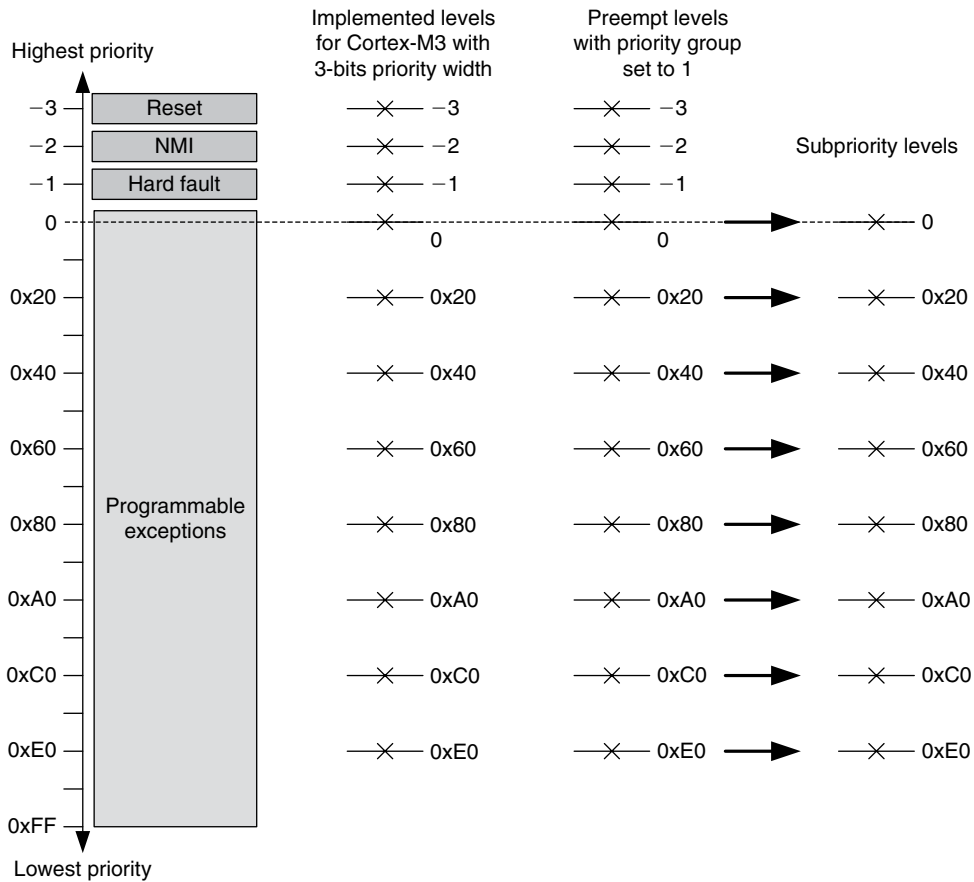 Implemented levels
for Cortex-M3 with
3-bits priority width
Preempt levels
with priority group
set to 1
Highest priority
Subpriority levels
−3 Reset −3 −3
−2 NMI −2 −2
−1 Hard fault −1 −1
0 0 0 0
0x20 0x20 0x20 0x20
0x40 0x40 0x40 0x40
0x60 0x60 0x60 0x60
Programmable
exceptions
0x80 0x80 0x80 0x80
0xA0 0xA0 0xA0 0xA0
0xC0 0xC0 0xC0 0xC0
0xE0 0xE0 0xE0 0xE0
0xFF
Lowest priority